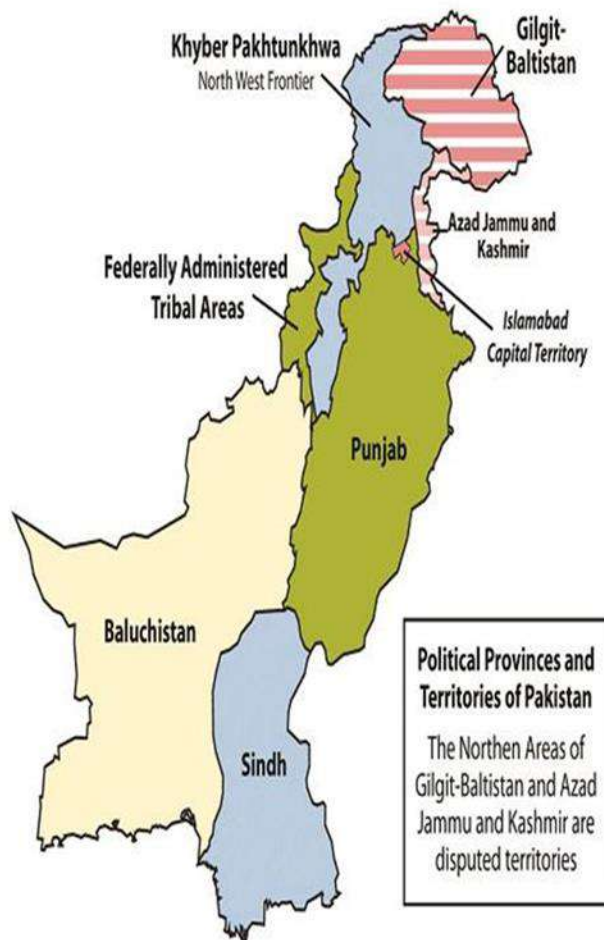 Gilgit-
Baltistan
Khyber Pakhtunkhwa
North West Frontier
Azad Jammu and
Kashmir
Federally Administered
Tribal Areas
Islamabad
Capital Territory
Punjab
Baluchistan
Sindh
Political Provinces and
Territories of Pakistan
The Northen Areas of
Gilgit-Baltistan and Azad
Jammu and Kashmir are
disputed territories